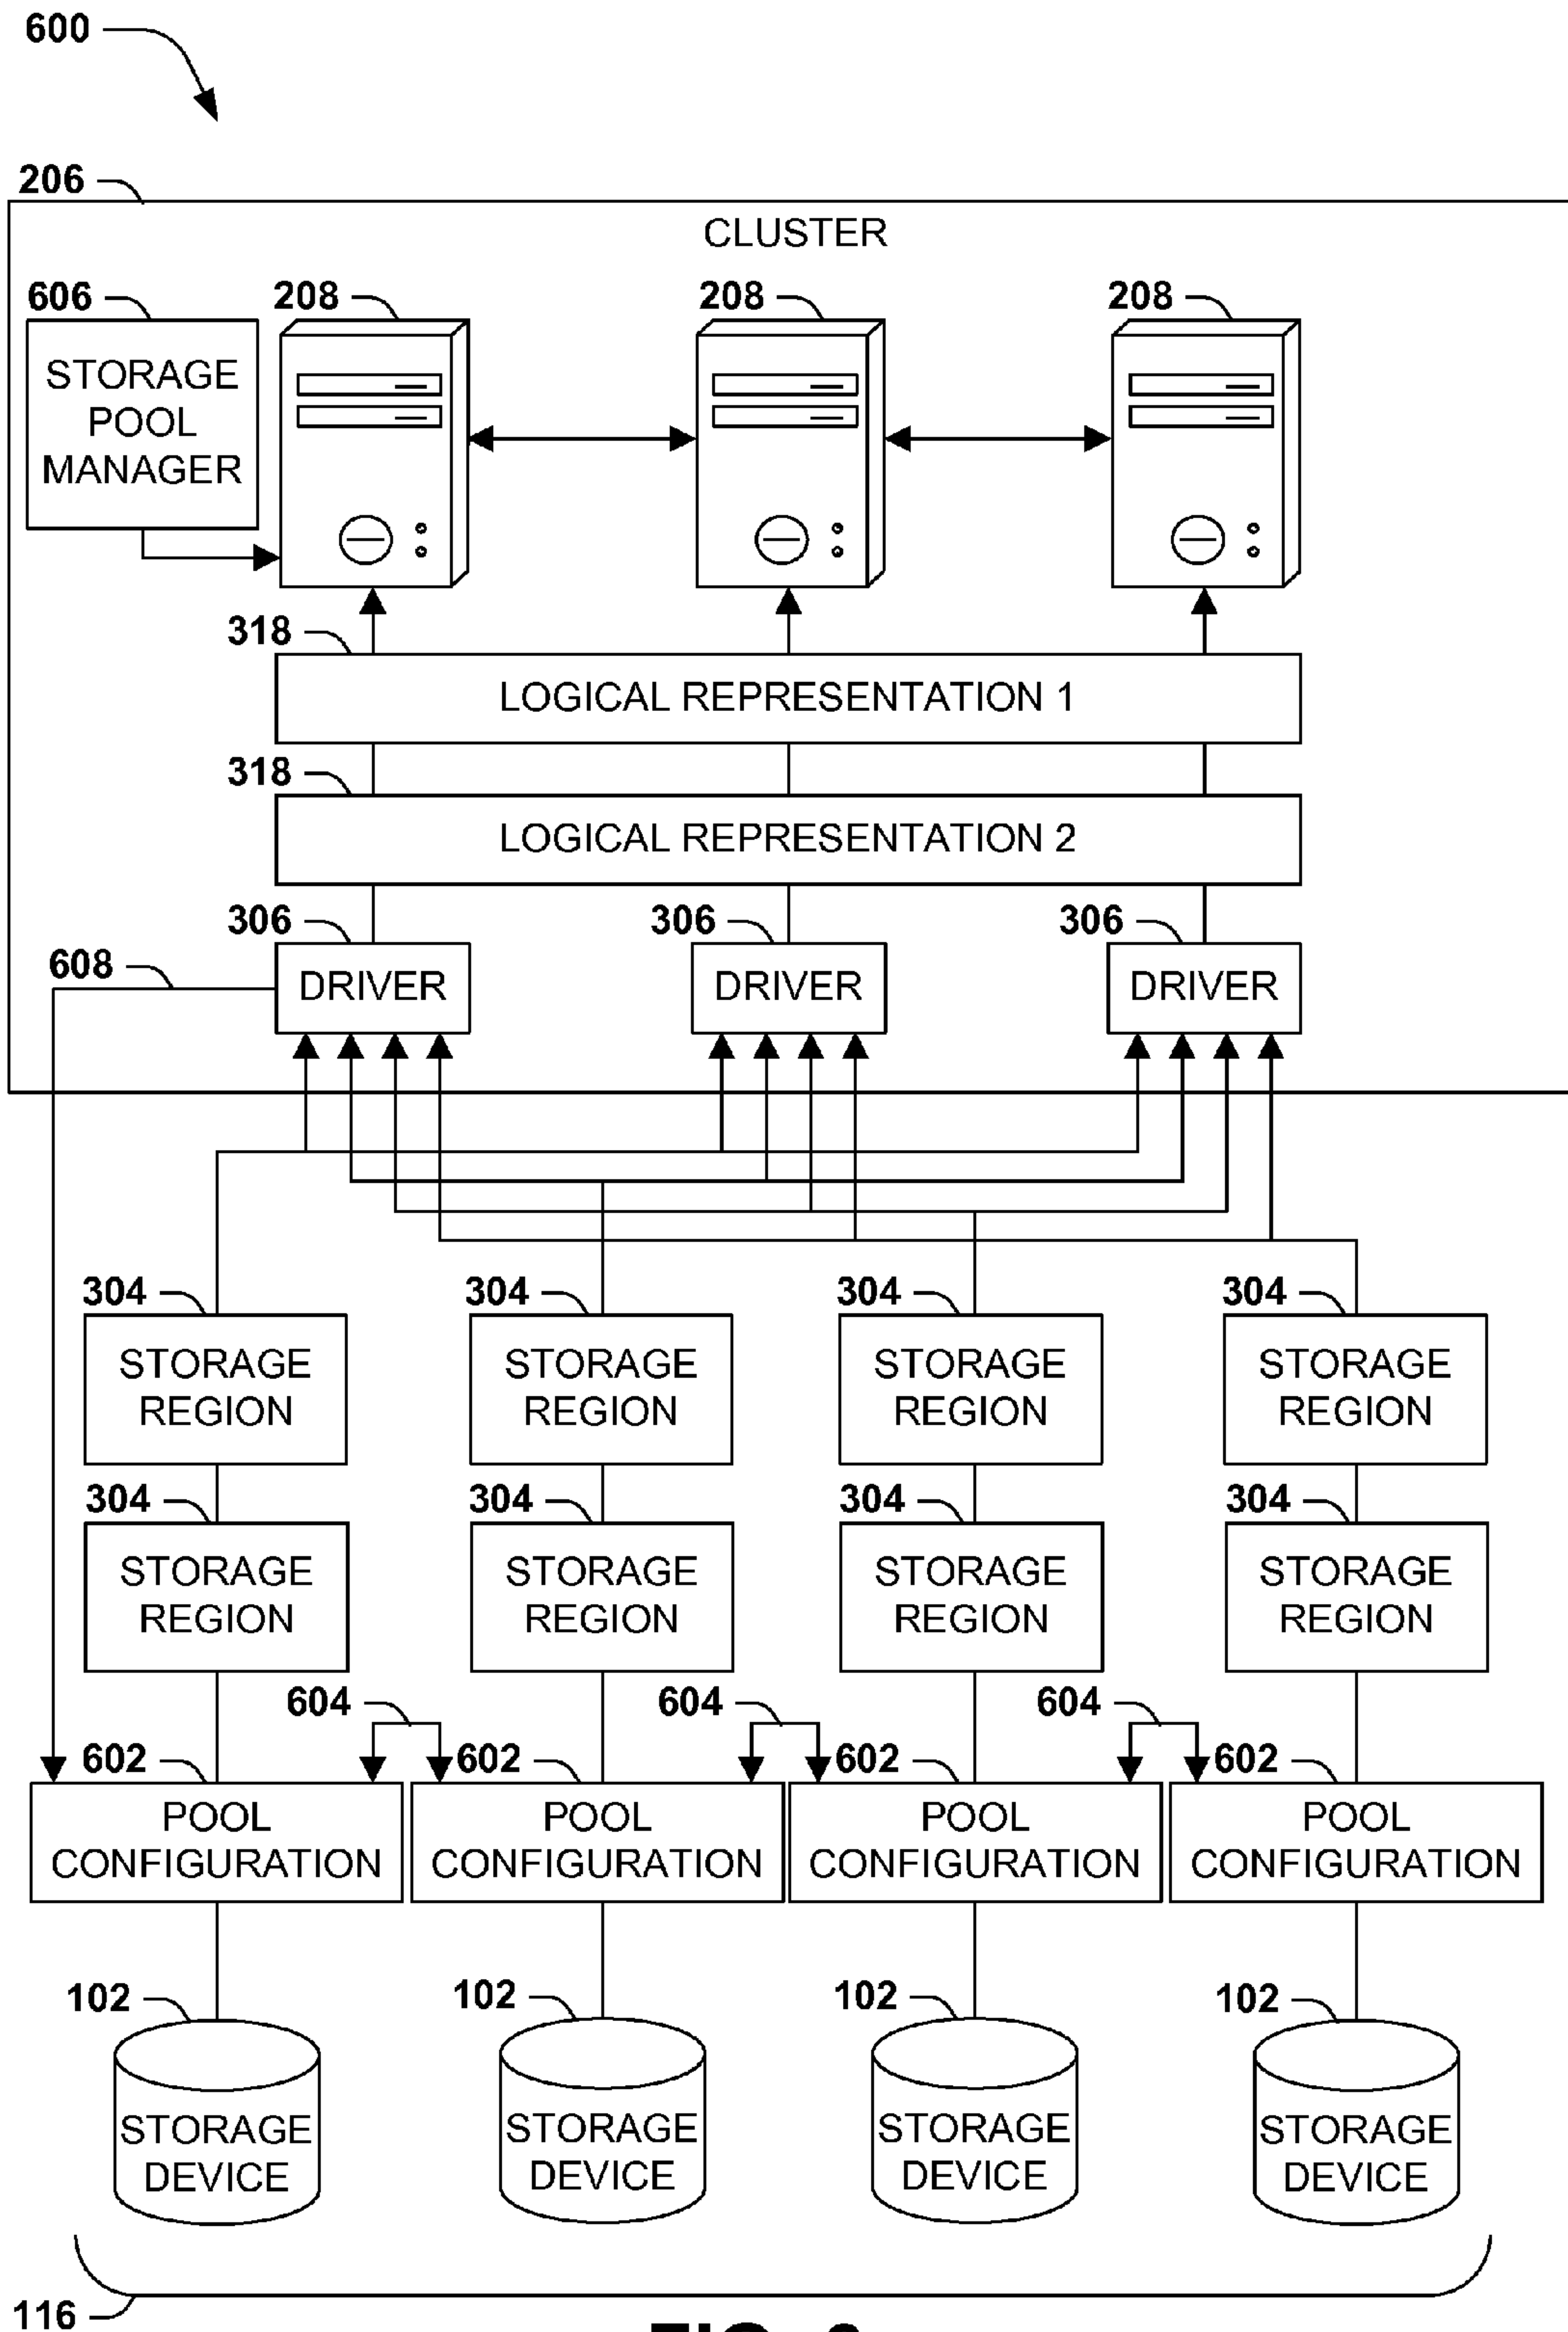 600
206
CLUSTER
606
208
208
208
STORAGE
POOL
MANAGER
318
LOGICAL REPRESENTATION 1
318
LOGICAL REPRESENTATION 2
306
306
306
608
DRIVER
DRIVER
DRIVER
304
304
304
304
STORAGE
REGION
STORAGE
REGION
STORAGE
REGION
STORAGE
REGION
304
304
304
304
STORAGE
REGION
STORAGE
REGION
STORAGE
REGION
STORAGE
REGION
604
604
604
602
602
602
602
POOL
CONFIGURATION
POOL
CONFIGURATION
POOL
CONFIGURATION
POOL
CONFIGURATION
102
102
102
102
STORAGE
DEVICE
STORAGE
DEVICE
STORAGE
DEVICE
STORAGE
DEVICE
116